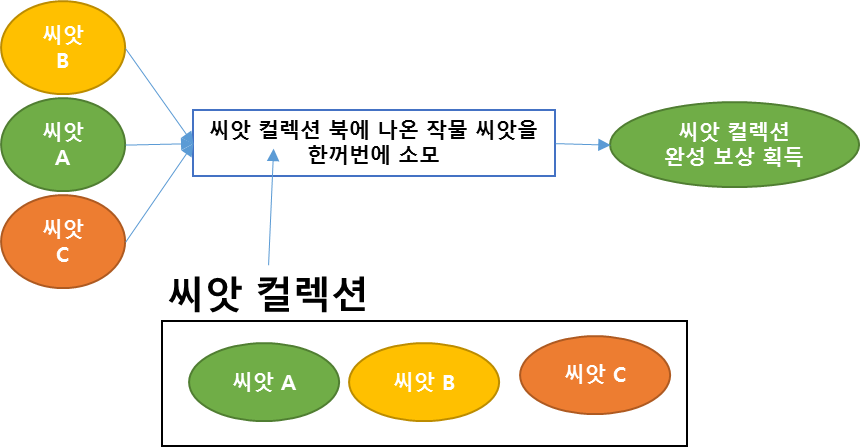 씨앗
B
씨앗
A
씨앗
C
씨앗 컬렉션 북에 나온 작물 씨앗을
한꺼번에 소모
씨앗 컬렉션
완성 보상 획득
씨앗 컬렉션
씨앗 A
씨앗 B
씨앗 C